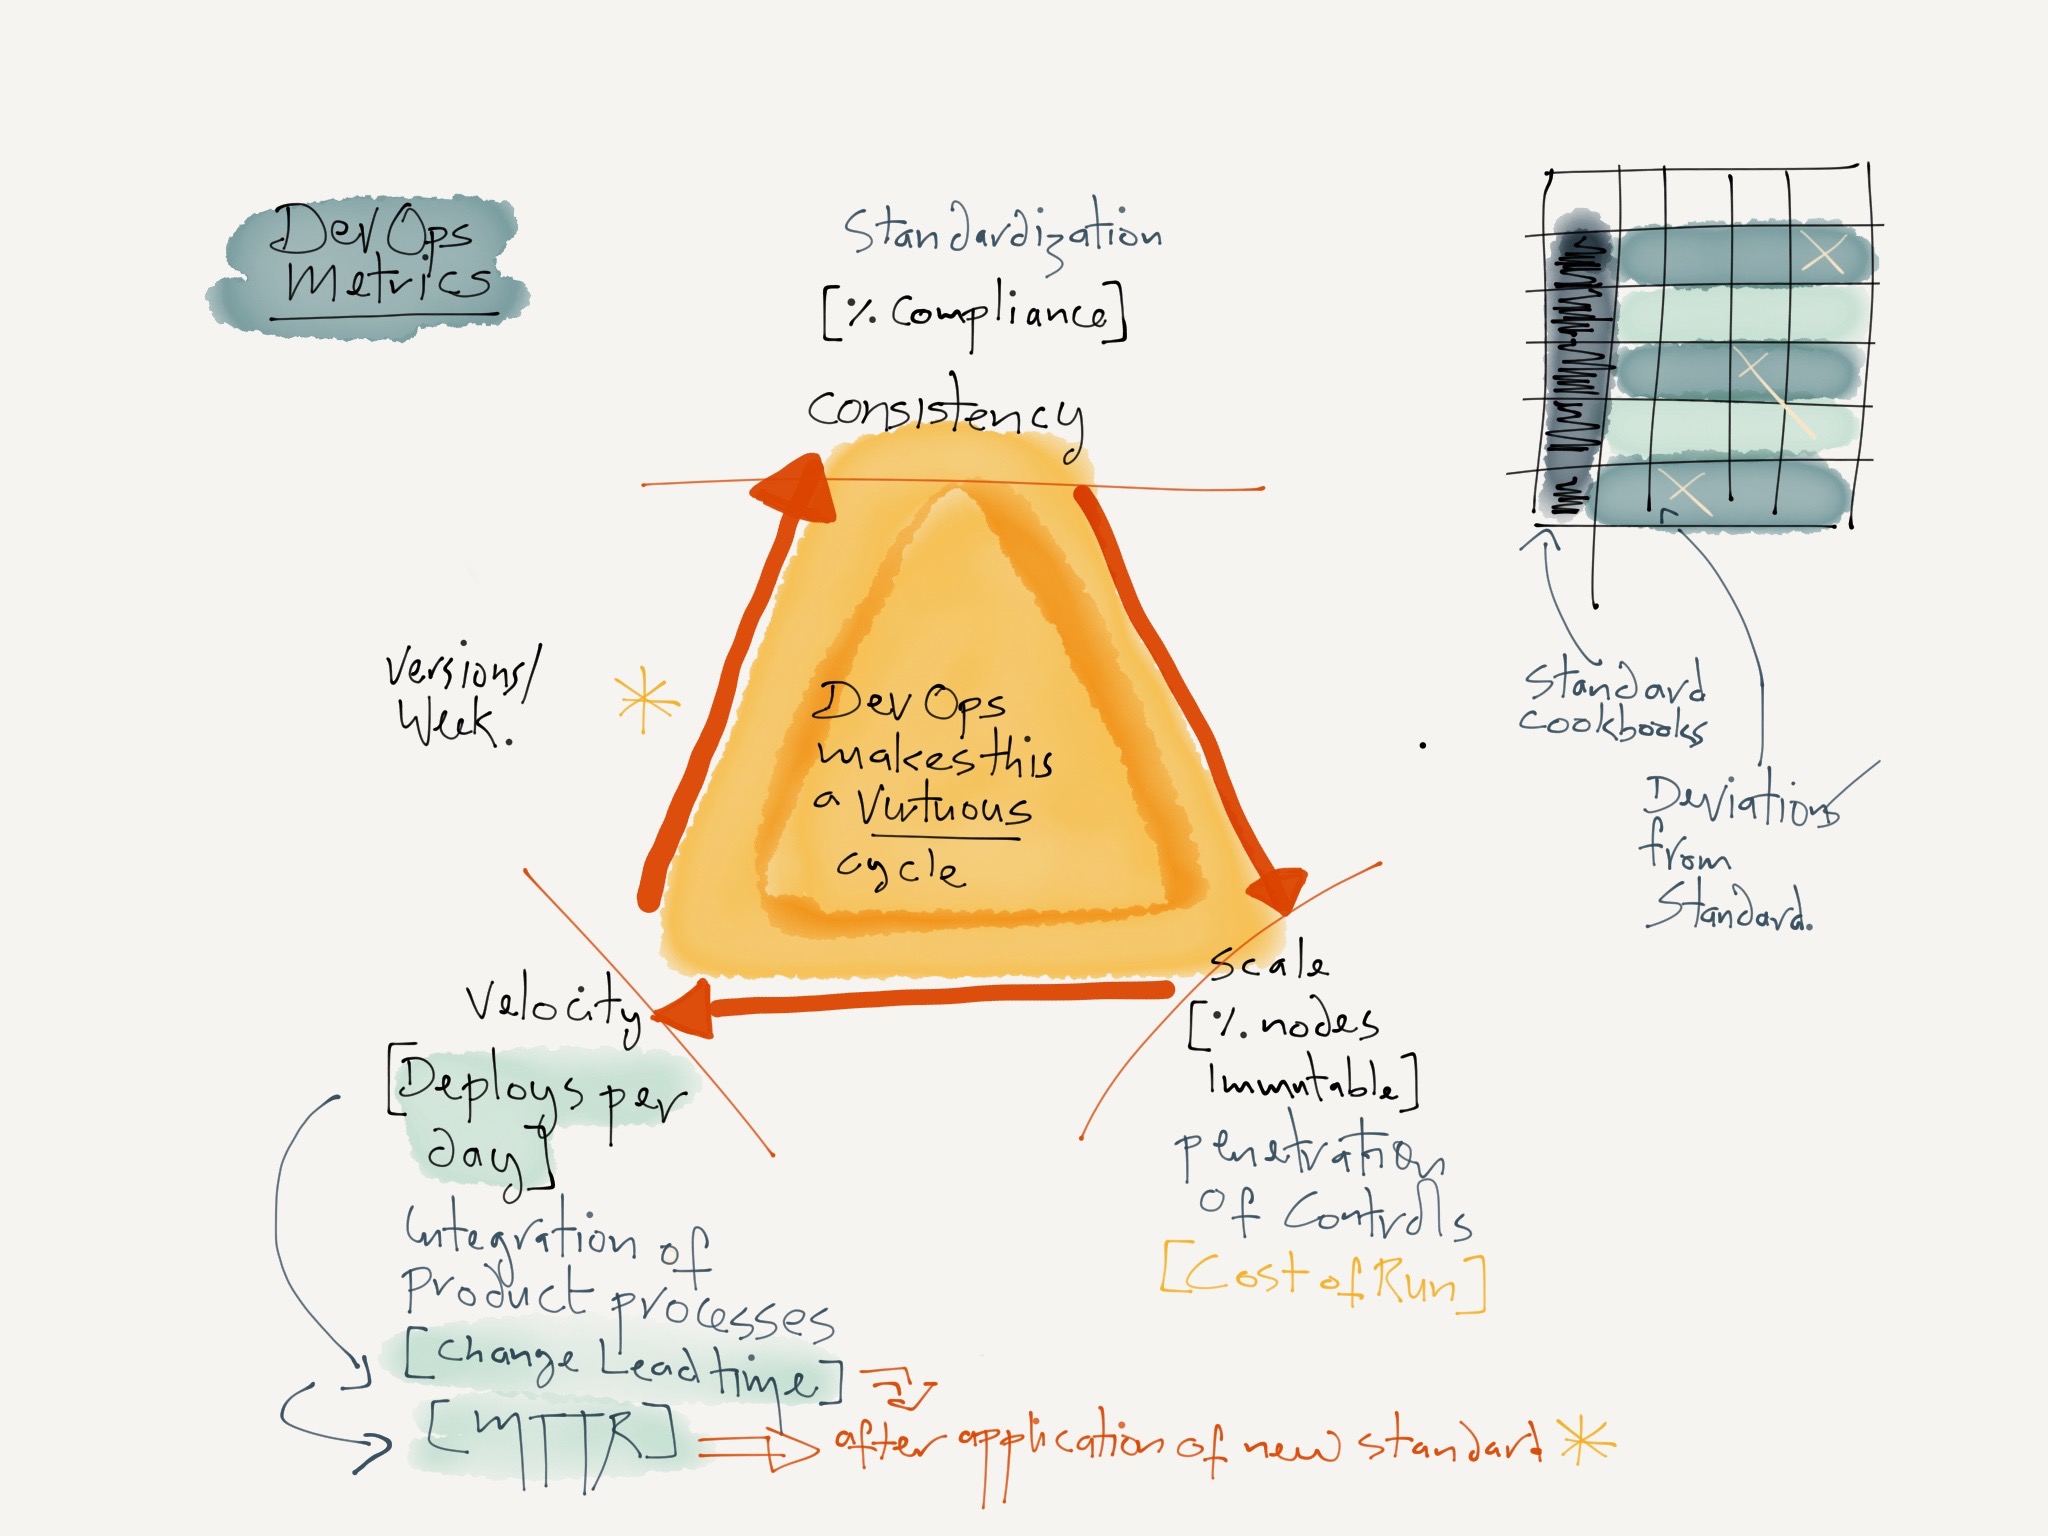 DevOps
Metrics
Standardization
[% Compliance]
Consistency
Versions/
Week.
DevOps
makes this
a Virtuous
cycle
Standard
Cookbooks
Deviations
from
Standard.
Velocity
[Deploys per
day]
Integration of
Product processes
[Change Lead time]
[MTTR]
after application of new standard
Scale
[% nodes
Immutable]
penetration
of Controls
[Cost of Run]